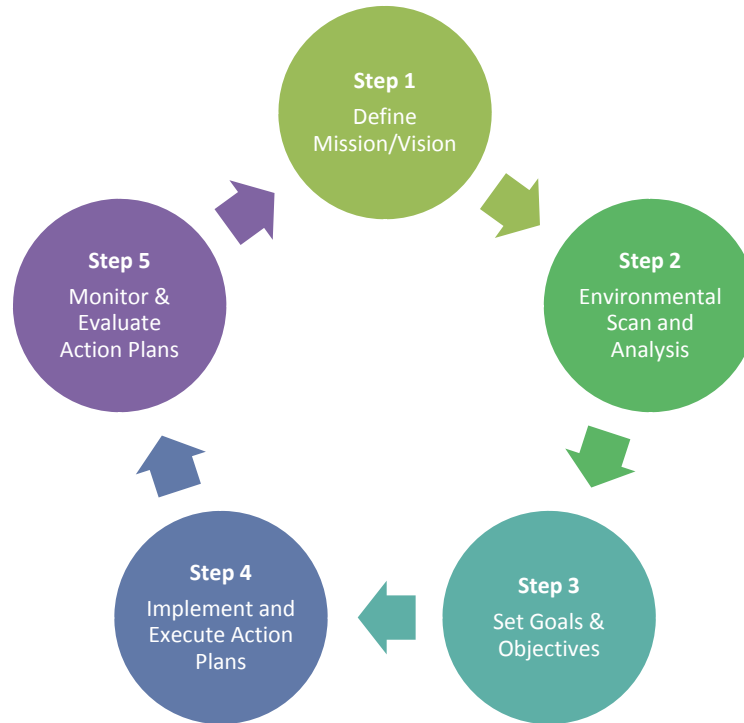 Step 1
Define
Mission/Vision
Step 2
Environmental
Scan and
Analysis
Step 3
Set Goals &
Objectives
Step 4
Implement and
Execute Action
Plans
Step 5
Monitor &
Evaluate
Action Plans